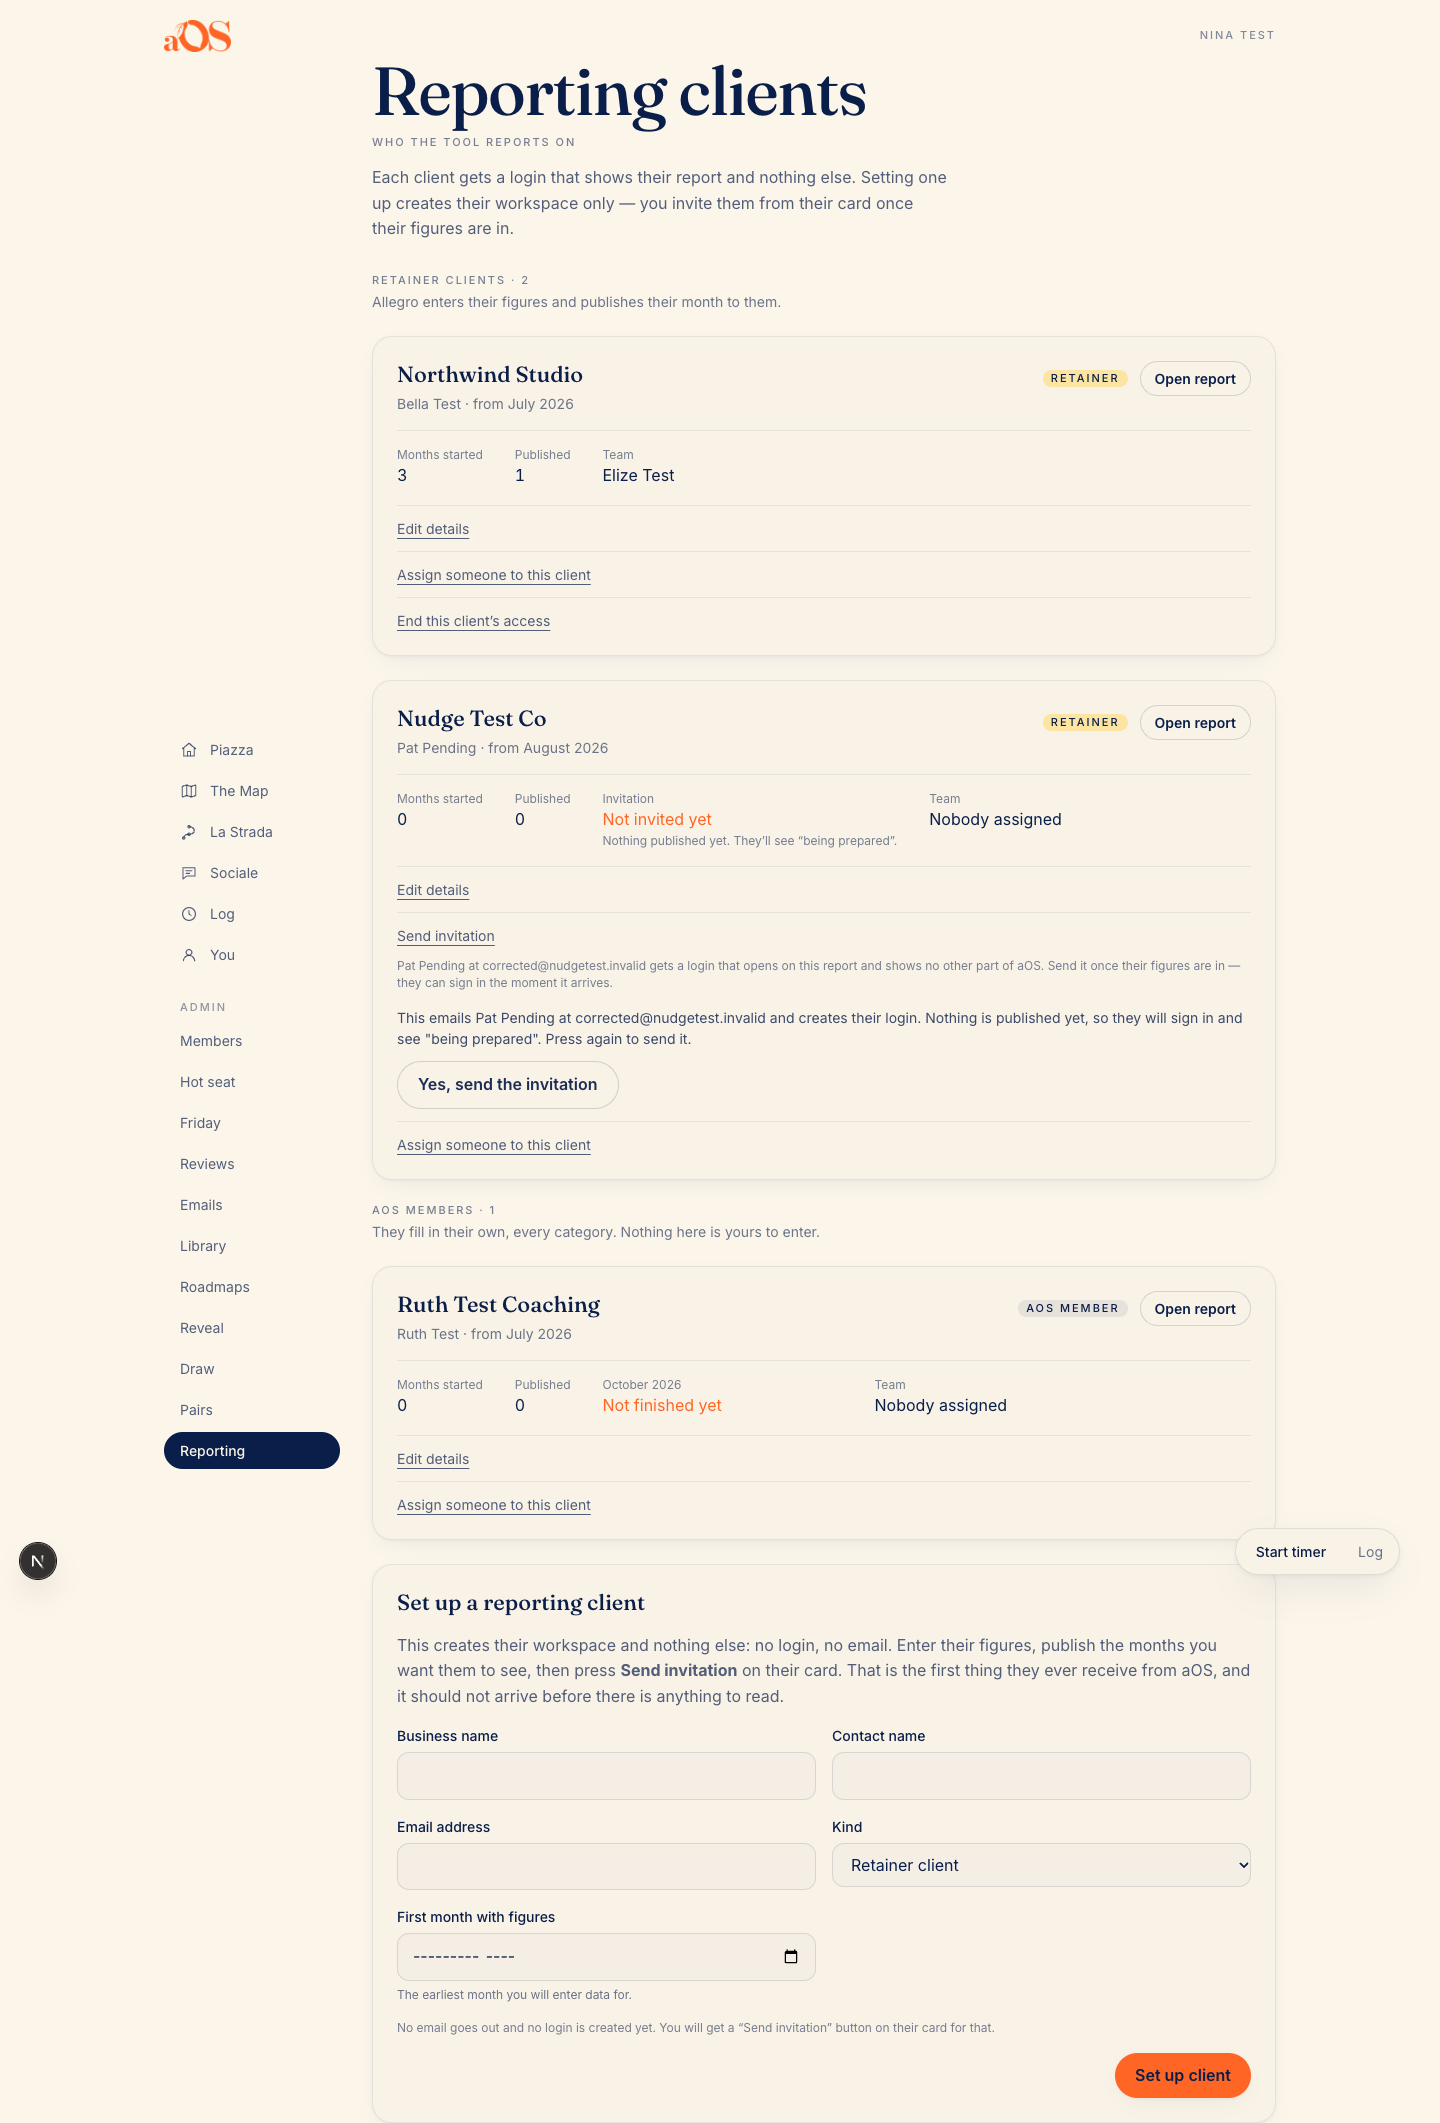 aOS
NINA TEST
Reporting clients
WHO THE TOOL REPORTS ON
Each client gets a login that shows their report and nothing else. Setting one
up creates their workspace only — you invite them from their card once
their figures are in.
RETAINER CLIENTS · 2
Allegro enters their figures and publishes their month to them.
Northwind Studio
RETAINER
Open report
Bella Test · from July 2026
Months started
Published
Team
3
1
Elize Test
Edit details
Assign someone to this client
End this client’s access
Nudge Test Co
RETAINER
Open report
Pat Pending · from August 2026
Months started
Published
Invitation
Team
0
0
Not invited yet
Nobody assigned
Nothing published yet. They’ll see “being prepared”.
Edit details
Send invitation
Pat Pending at corrected@nudgetest.invalid gets a login that opens on this report and shows no other part of aOS. Send it once their figures are in —
they can sign in the moment it arrives.
This emails Pat Pending at corrected@nudgetest.invalid and creates their login. Nothing is published yet, so they will sign in and
see "being prepared". Press again to send it.
Yes, send the invitation
Assign someone to this client
AOS MEMBERS · 1
They fill in their own, every category. Nothing here is yours to enter.
Ruth Test Coaching
AOS MEMBER
Open report
Ruth Test · from July 2026
Months started
Published
October 2026
Team
0
0
Not finished yet
Nobody assigned
Edit details
Assign someone to this client
Set up a reporting client
This creates their workspace and nothing else: no login, no email. Enter their figures, publish the months you
want them to see, then press Send invitation on their card. That is the first thing they ever receive from aOS, and
it should not arrive before there is anything to read.
Business name
Contact name
Email address
Kind
Retainer client
First month with figures
--------- ----
The earliest month you will enter data for.
No email goes out and no login is created yet. You will get a “Send invitation” button on their card for that.
Set up client
Piazza
The Map
La Strada
Sociale
Log
You
ADMIN
Members
Hot seat
Friday
Reviews
Emails
Library
Roadmaps
Reveal
Draw
Pairs
Reporting
N
Start timer
Log